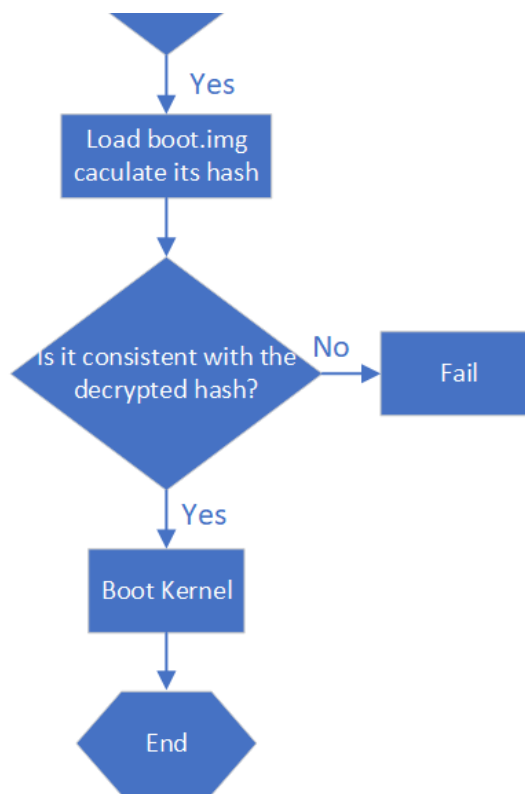 Yes
Load boot.img
caculate its hash
Is it consistent with the
decrypted hash?
No
Fail
Yes
Boot Kernel
End